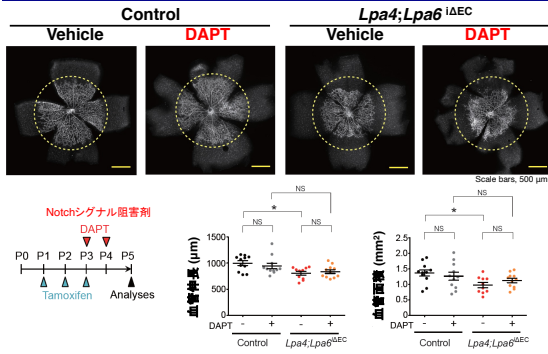 Control
Lpa4;Lpa6 iΔEC
Vehicle
DAPT
Vehicle
DAPT
Scale bars, 500 μm
Notchシグナル阻害剤
DAPT
P0 P1 P2 P3 P4 P5
Tamoxifen
Analyses
NS
*
NS
NS
血管伸長 (μm)
1500
1000
500
0
DAPT - + - +
Control
Lpa4;Lpa6iΔEC
NS
*
NS
NS
血管面積 (mm2)
2.5
2.0
1.5
1.0
0.5
0
DAPT - + - +
Control
Lpa4;Lpa6iΔEC